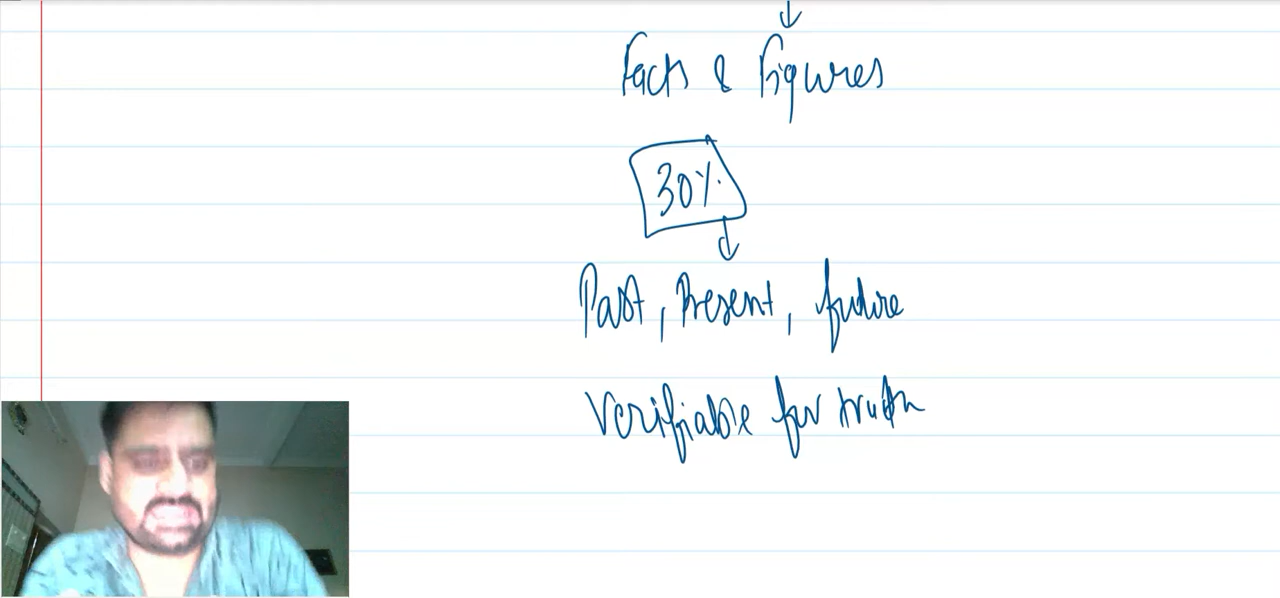 Facts & Figures
30%.
Past, Present, future
Verifiable for truth